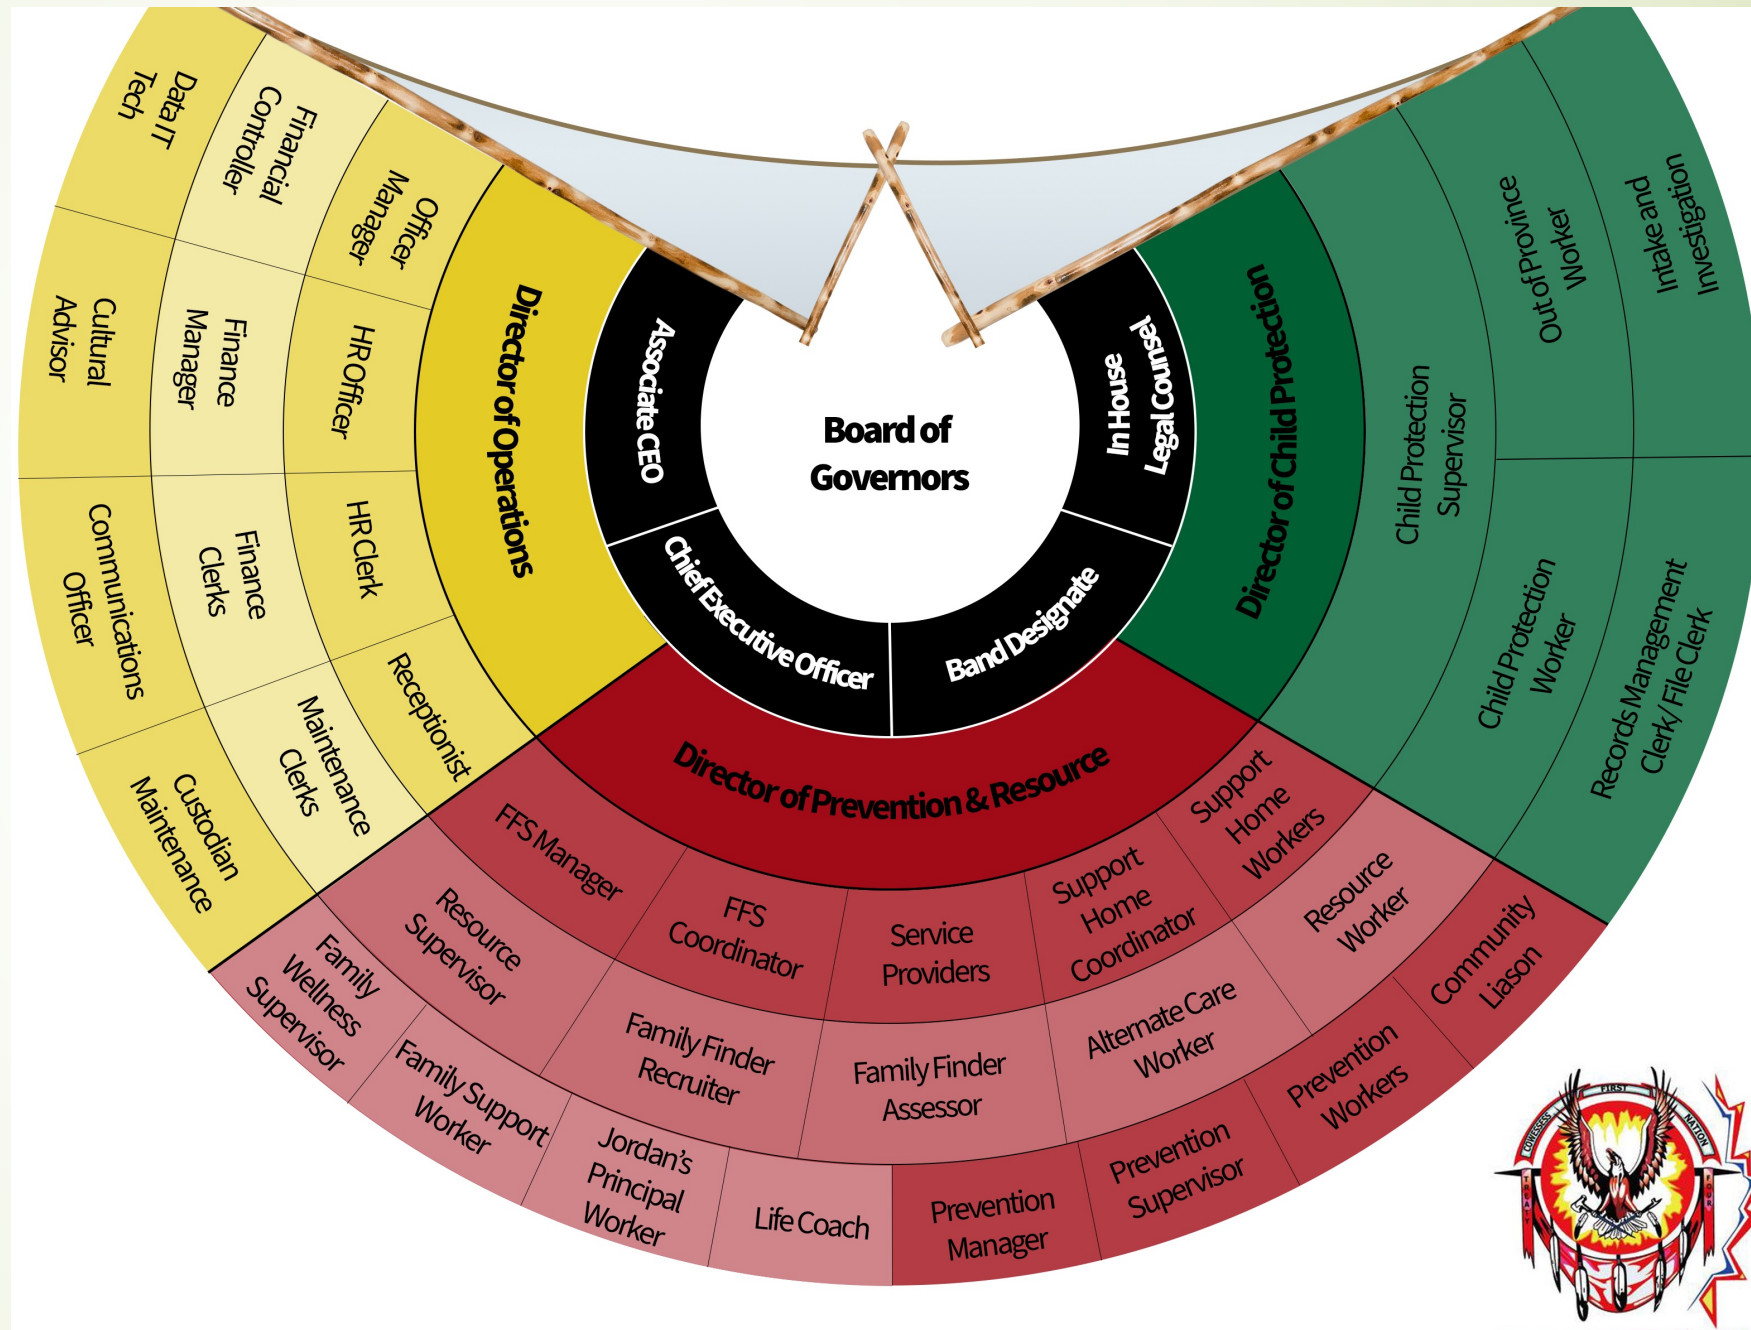 Board of
Governors
Associate CEO
Chief Executive Officer
Band Designate
In House
Legal Counsel
Director of Operations
Officer
Manager
HR Officer
HR Clerk
Receptionist
Financial
Controller
Finance
Manager
Finance
Clerks
Maintenance
Clerks
Data IT
Tech
Cultural
Advisor
Communications
Officer
Custodian
Maintenance
Director of Prevention & Resource
FFS Manager
FFS
Coordinator
Service
Providers
Support
Home
Coordinator
Support
Home
Workers
Resource
Supervisor
Family Finder
Recruiter
Family Finder
Assessor
Alternate Care
Worker
Resource
Worker
Family
Wellness
Supervisor
Family Support
Worker
Jordan's
Principal
Worker
Life Coach
Prevention
Manager
Prevention
Supervisor
Prevention
Workers
Community
Liason
Director of Child Protection
Child Protection
Supervisor
Out of Province
Worker
Child Protection
Worker
Intake and
Investigation
Records Management
Clerk/ File Clerk
COWESSESS
FIRST
NATION
TREATY
FOUR